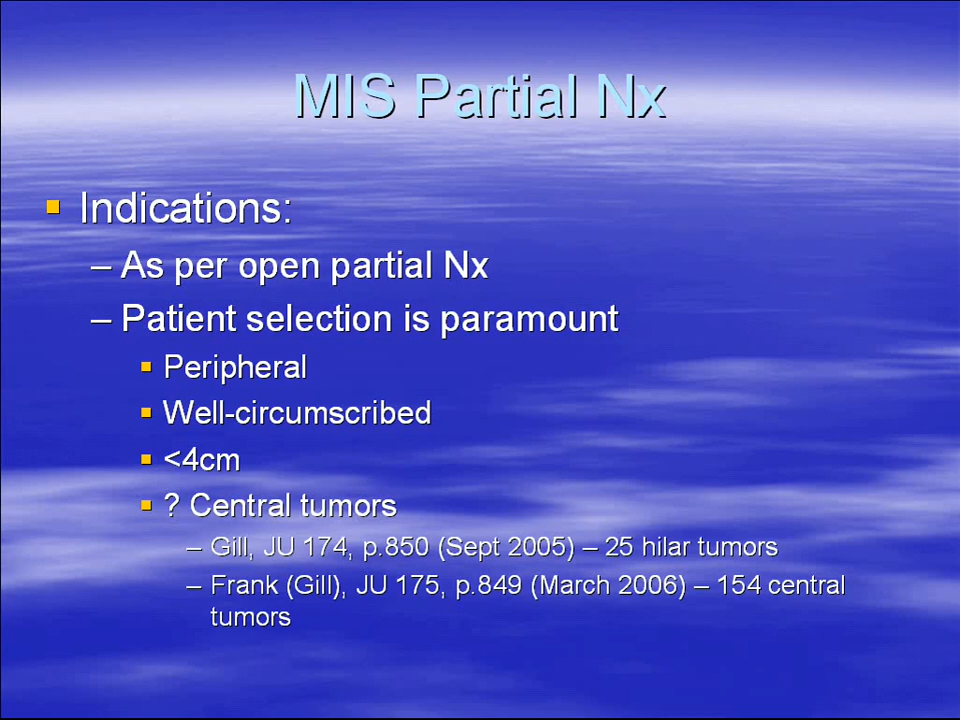 MIS Partial Nx
Indications:
– As per open partial Nx
– Patient selection is paramount
Peripheral
Well-circumscribed
<4cm
? Central tumors
– Gill, JU 174, p.850 (Sept 2005) – 25 hilar tumors
– Frank (Gill), JU 175, p.849 (March 2006) – 154 central
tumors